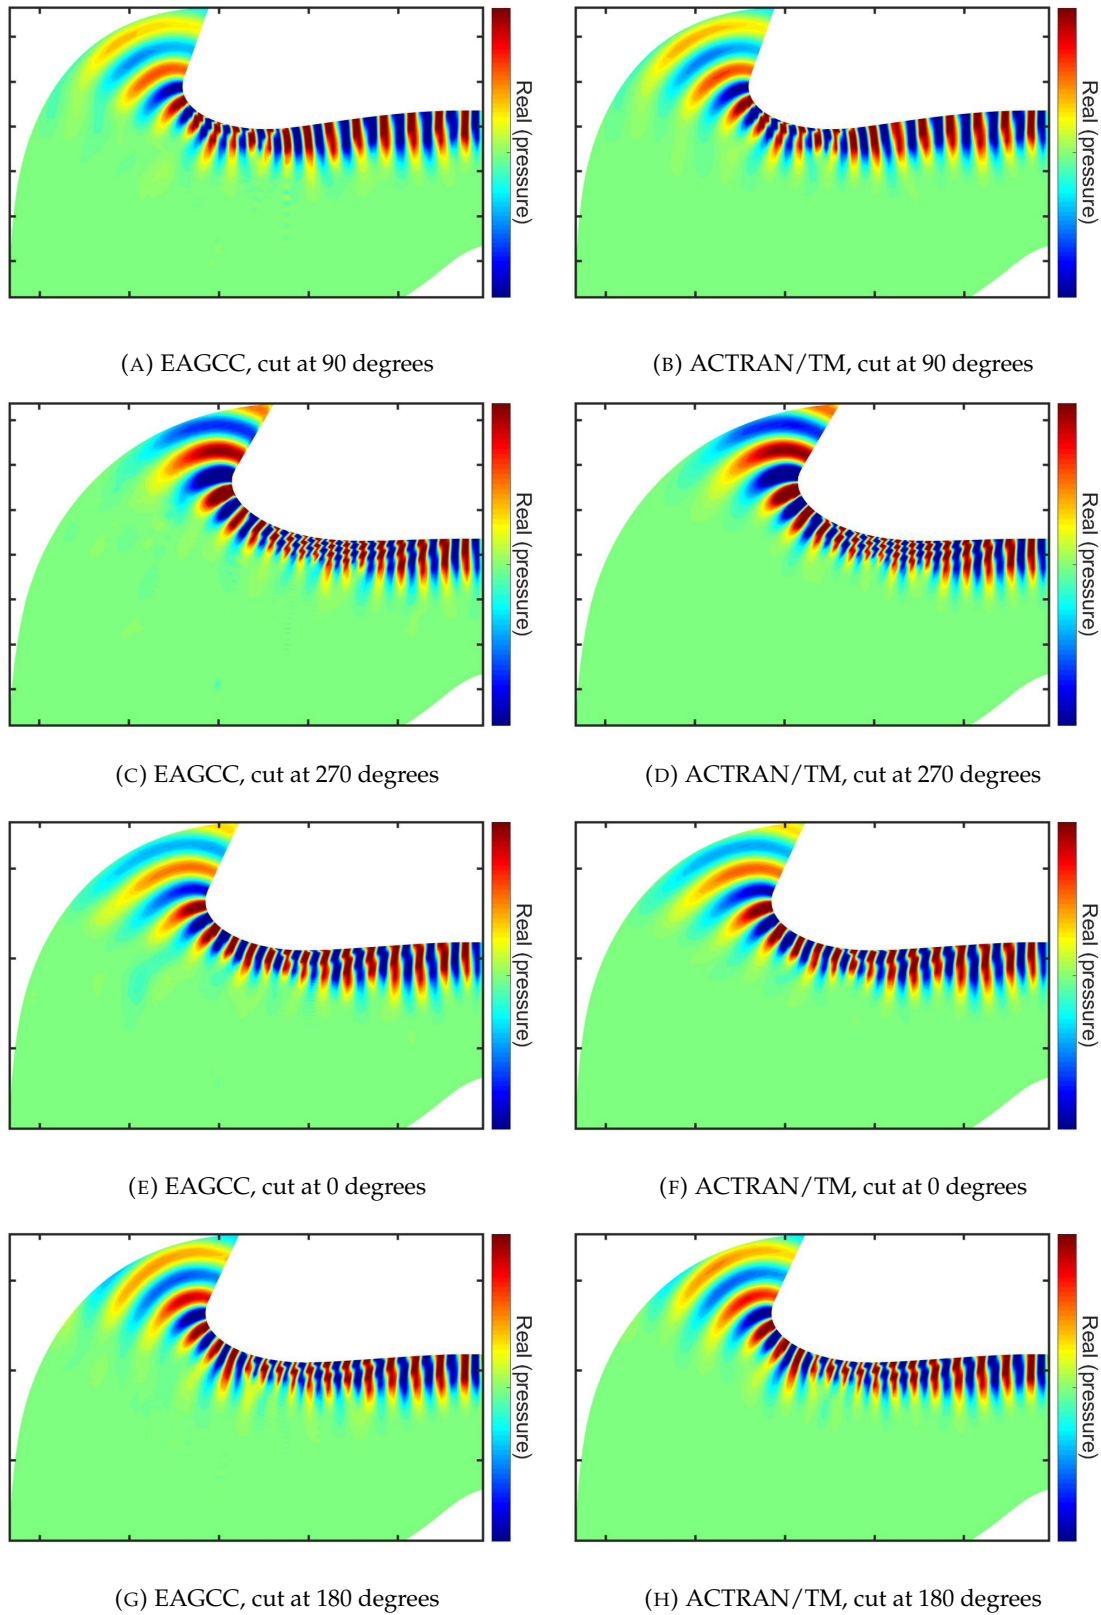 Real (pressure)
Real (pressure)
(A) EAGCC, cut at 90 degrees
(B) ACTRAN/TM, cut at 90 degrees
Real (pressure)
Real (pressure)
(C) EAGCC, cut at 270 degrees
(D) ACTRAN/TM, cut at 270 degrees
Real (pressure)
Real (pressure)
(E) EAGCC, cut at 0 degrees
(F) ACTRAN/TM, cut at 0 degrees
Real (pressure)
Real (pressure)
(G) EAGCC, cut at 180 degrees
(H) ACTRAN/TM, cut at 180 degrees